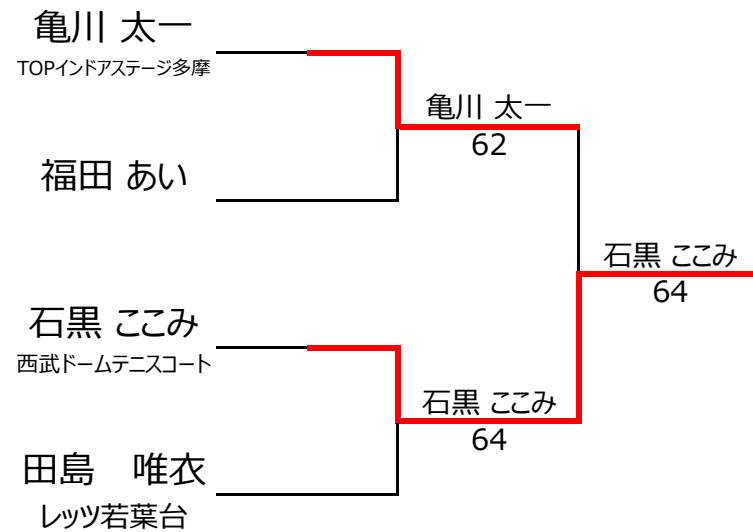 亀川 太一
TOPインドアステージ多摩
亀川 太一
62
福田 あい
石黒 ここみ
64
石黒 ここみ
西武ドームテニスコート
石黒 ここみ
64
田島　唯衣
レッツ若葉台